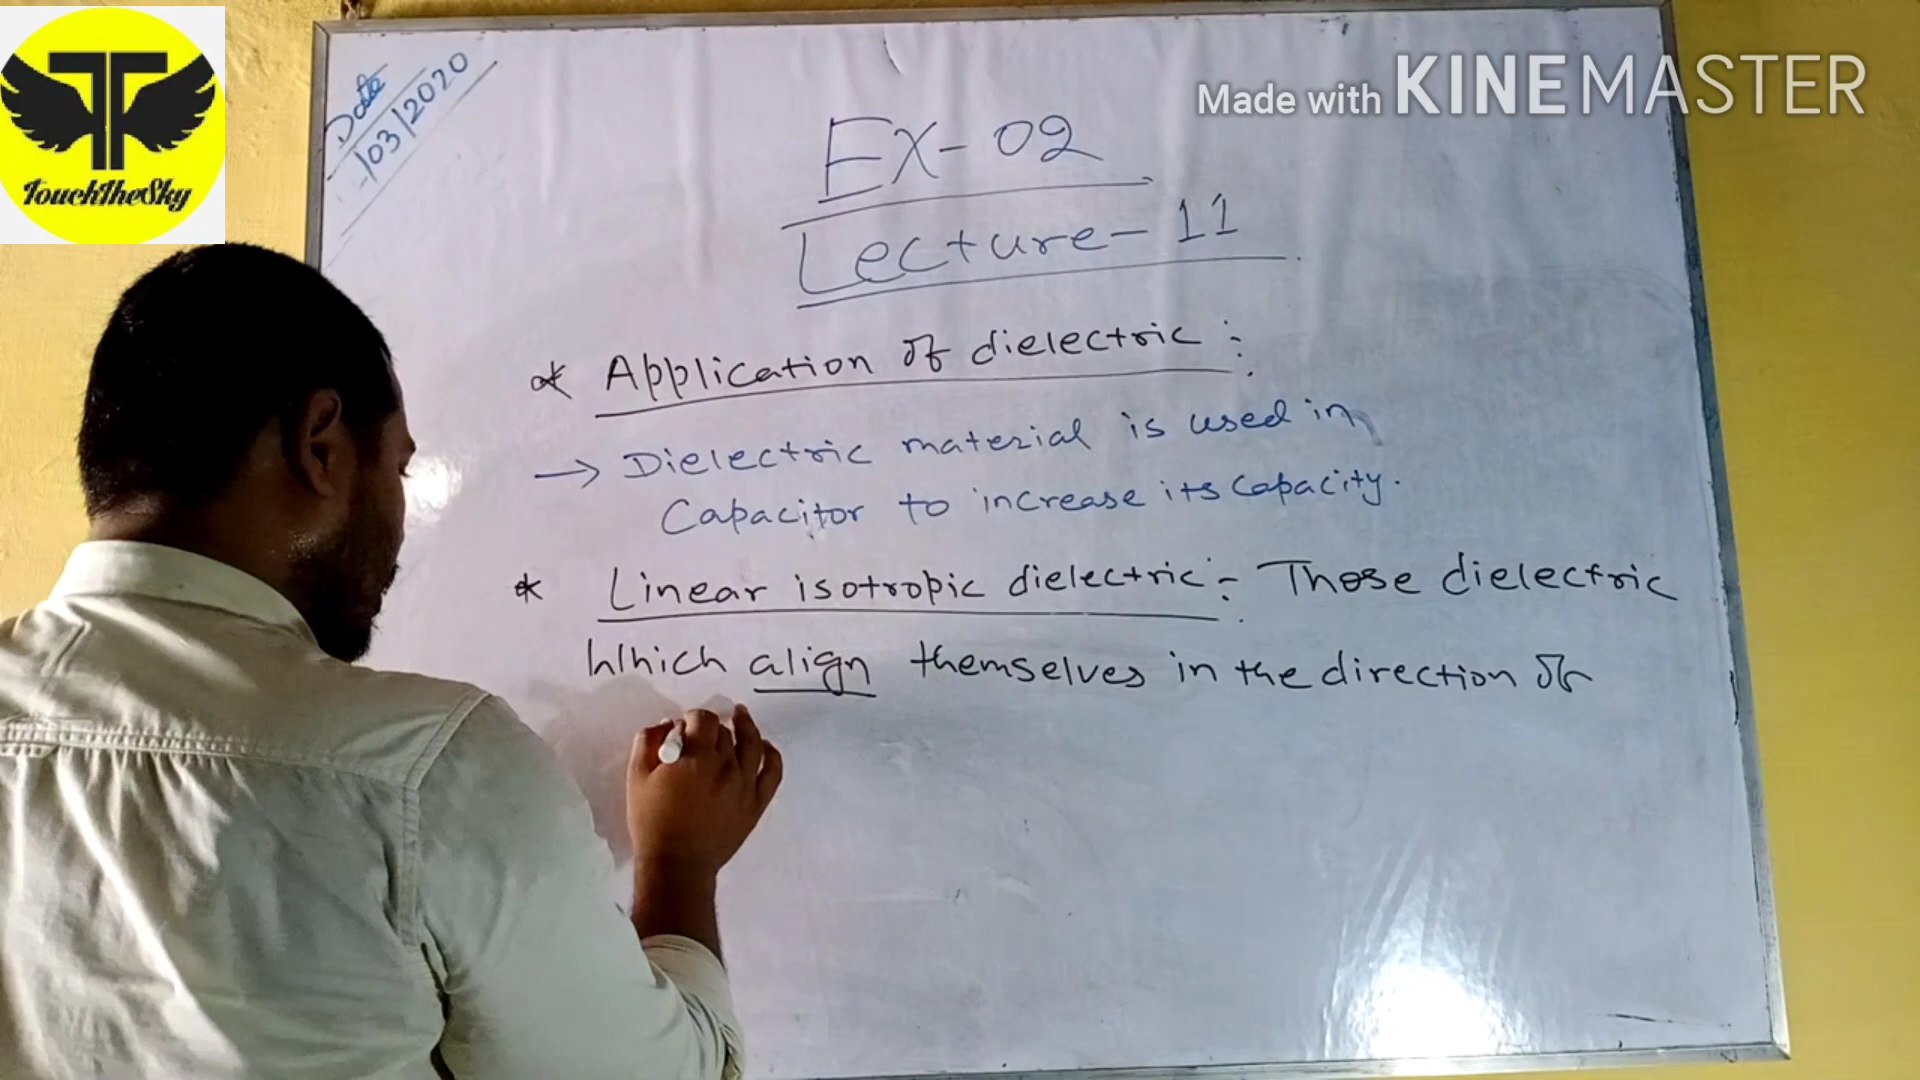 TT
TouchTheSky
Made with KINEMASTER
Date
-/03/2020
EX-02
Lecture-11
* Application of dielectric :-
→ Dielectric material is used in
Capacitor to increase its capacity.
* Linear isotropic dielectric :- Those dielectric
Which align themselves in the direction of